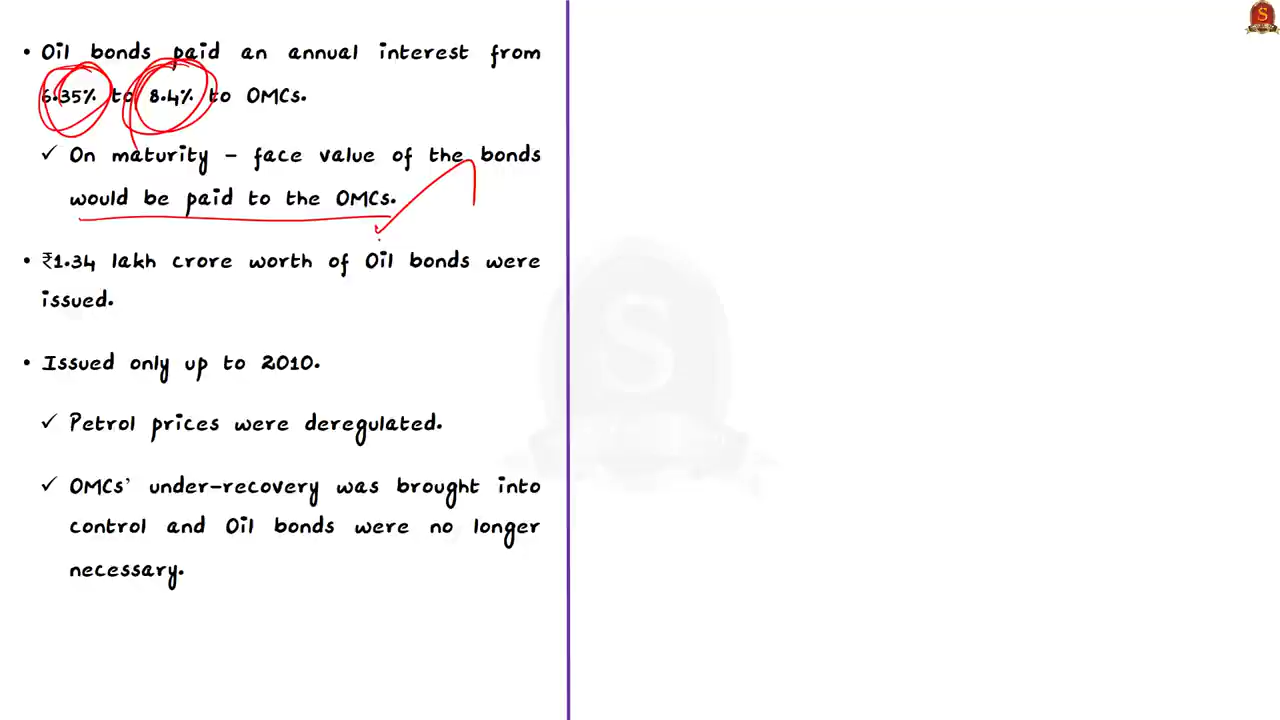 • Oil bonds paid an annual interest from
6.35% to 8.4% to OMCs.
✓ On maturity – face value of the bonds
would be paid to the OMCs.
• ₹1.34 lakh crore worth of Oil bonds were
issued.
• Issued only up to 2010.
✓ Petrol prices were deregulated.
✓ OMCs' under-recovery was brought into
control and Oil bonds were no longer
necessary.
S
S